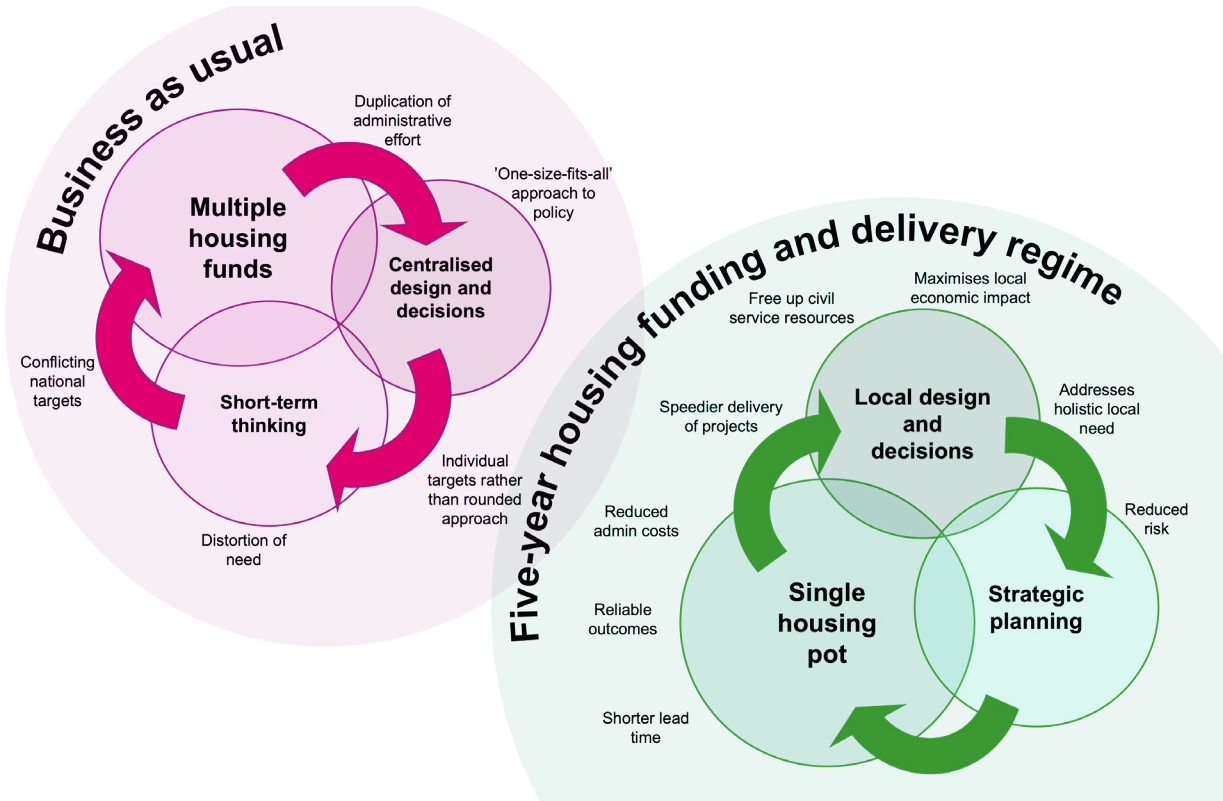 Business as usual
Duplication of
administrative
effort
'One-size-fits-all'
approach to
policy
Multiple
housing
funds
Centralised
design and
decisions
Conflicting
national
targets
Short-term
thinking
Individual
targets rather
than rounded
approach
Distortion of
need
Five-year housing funding and delivery regime
Free up civil
service resources
Maximises local
economic impact
Speedier delivery
of projects
Local design
and
decisions
Addresses
holistic local
need
Reduced
admin costs
Reduced
risk
Reliable
outcomes
Single
housing
pot
Strategic
planning
Shorter lead
time